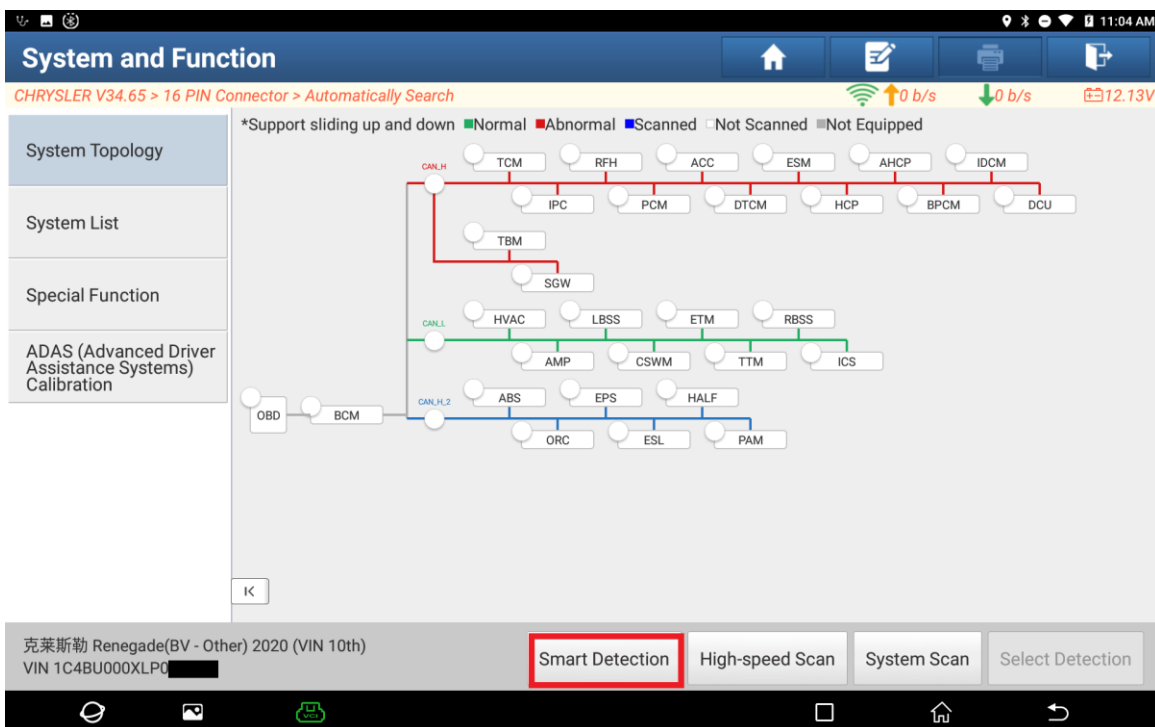 11:04 AM
System and Function
CHRYSLER V34.65 > 16 PIN Connector > Automatically Search
0 b/s
0 b/s
12.13V
System Topology
System List
Special Function
ADAS (Advanced Driver
Assistance Systems)
Calibration
*Support sliding up and down Normal Abnormal Scanned Not Scanned Not Equipped
CAN_H
TCM RFH ACC ESM AHCP IDCM
IPC PCM DTCM HCP BPCM DCU
TBM
SGW
CAN_L
HVAC LBSS ETM RBSS
AMP CSWM TTM ICS
CAN_H_2
ABS EPS HALF
OBD BCM
ORC ESL PAM
克莱斯勒 Renegade(BV - Other) 2020 (VIN 10th)
VIN 1C4BU000XLP0
Smart Detection High-speed Scan System Scan Select Detection
VCI